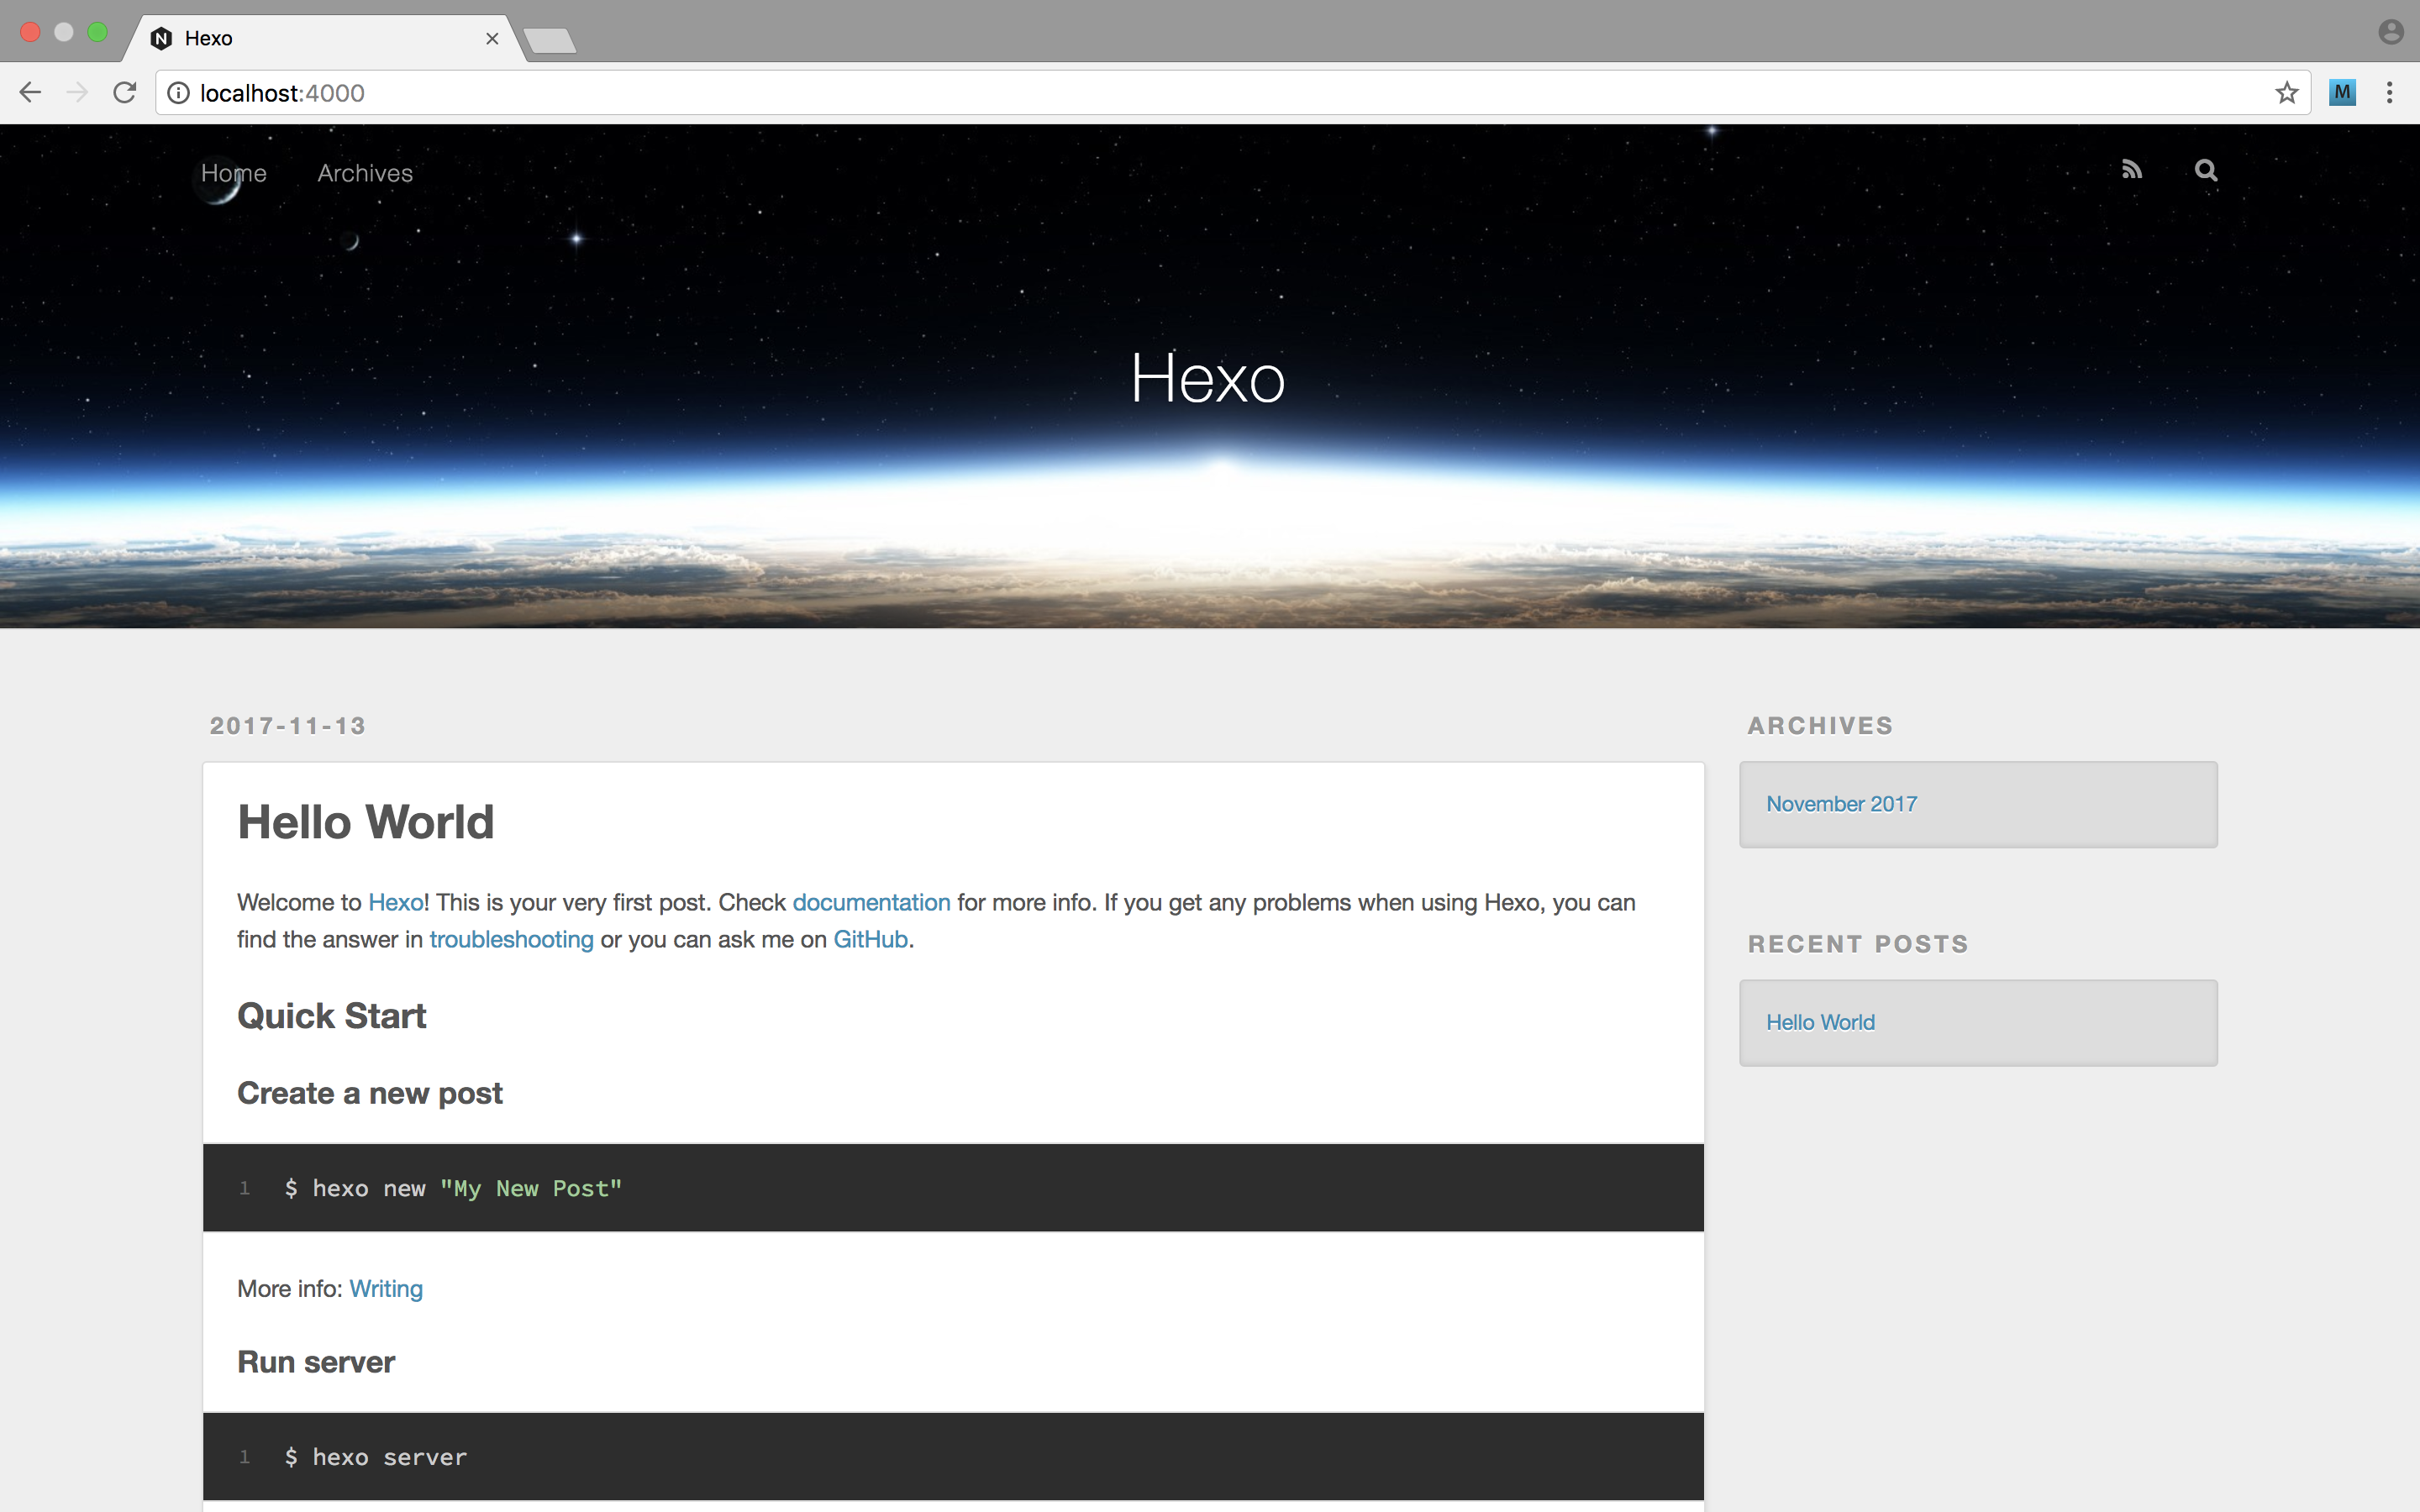 Hexo
localhost:4000
M
Home Archives
Hexo
2017-11-13
Hello World
Welcome to Hexo! This is your very first post. Check documentation for more info. If you get any problems when using Hexo, you can
find the answer in troubleshooting or you can ask me on GitHub.
Quick Start
Create a new post
1 $ hexo new "My New Post"
More info: Writing
Run server
1 $ hexo server
ARCHIVES
November 2017
RECENT POSTS
Hello World